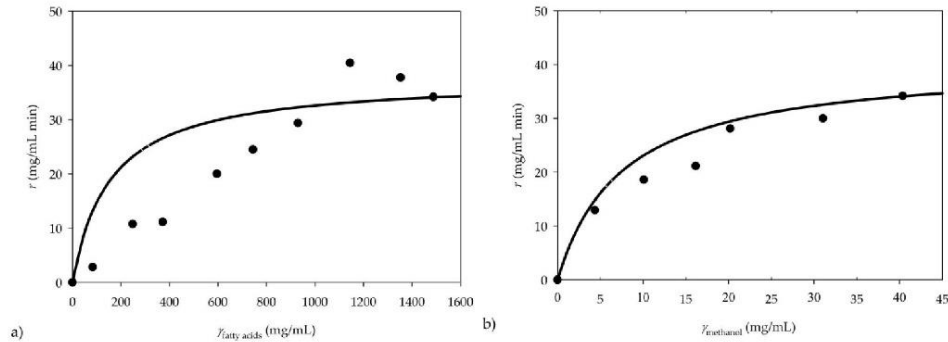 50
40
30
20
10
0
r (mg/mL min)
0 200 400 600 800 1000 1200 1400 1600
γfatty acids (mg/mL)
a)
50
40
30
20
10
0
r (mg/mL min)
0 5 10 15 20 25 30 35 40 45
γmethanol (mg/mL)
b)